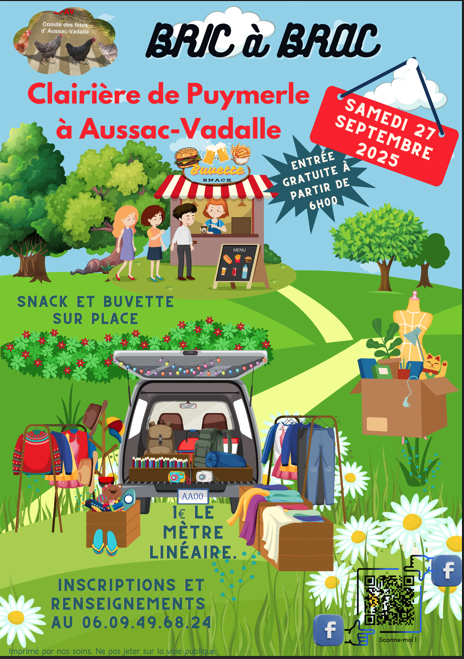 Comité des fêtes
d'Aussac-Vadalle
BRIC à BRAC
Clairière de Puymerle
à Aussac-Vadalle
SAMEDI 27
SEPTEMBRE
2025
ENTRÉE
GRATUITE À
PARTIR DE
6H00
Buvette
SNACK
MENU
SNACK ET BUVETTE
SUR PLACE
AA00
1€ LE
MÈTRE
LINÉAIRE.
INSCRIPTIONS ET
RENSEIGNEMENTS
AU 06.09.49.68.24
Scanne-moi !
Imprimé par nos soins. Ne pas jeter sur la voie publique.